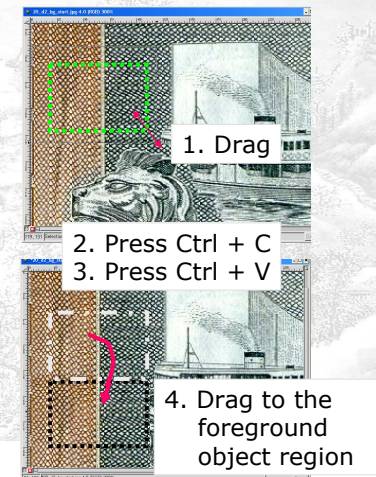 1. Drag
2. Press Ctrl + C
3. Press Ctrl + V
4. Drag to the
foreground
object region